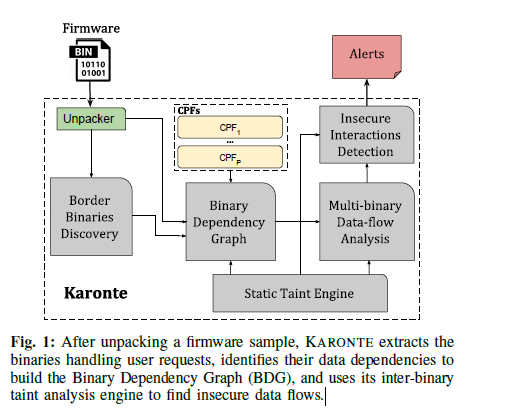 Firmware
BIN
10110
01001
Alerts
Unpacker
CPFs
CPF1
...
CPFP
Insecure
Interactions
Detection
Border
Binaries
Discovery
Binary
Dependency
Graph
Multi-binary
Data-flow
Analysis
Karonte
Static Taint Engine
Fig. 1: After unpacking a firmware sample, KARONTE extracts the
binaries handling user requests, identifies their data dependencies to
build the Binary Dependency Graph (BDG), and uses its inter-binary
taint analysis engine to find insecure data flows.